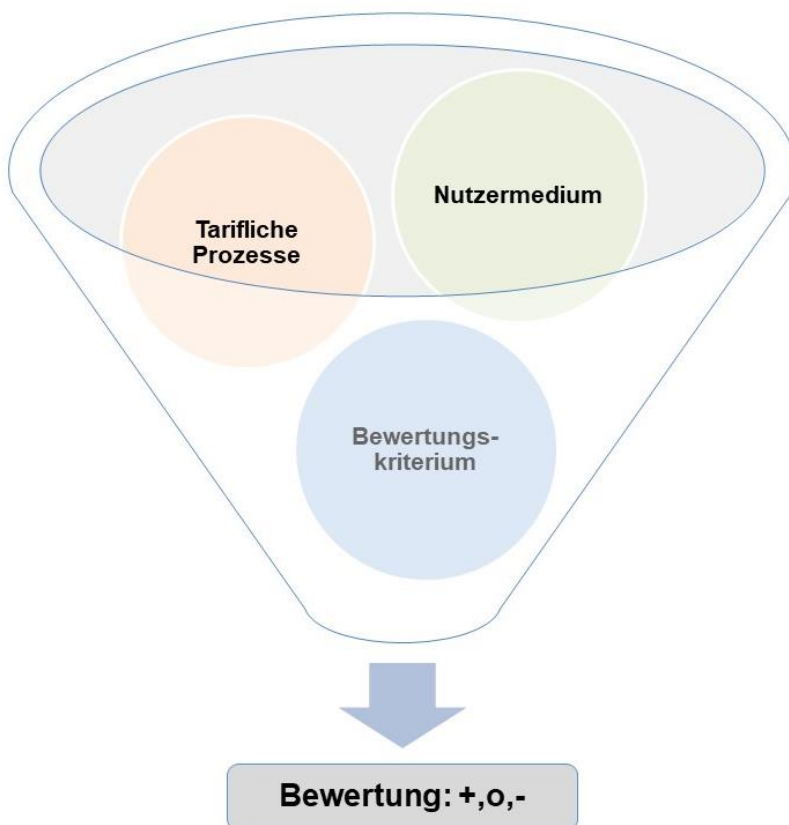 Nutzermedium
Tarifliche
Prozesse
Bewertungs-
kriterium
Bewertung: +,o,-